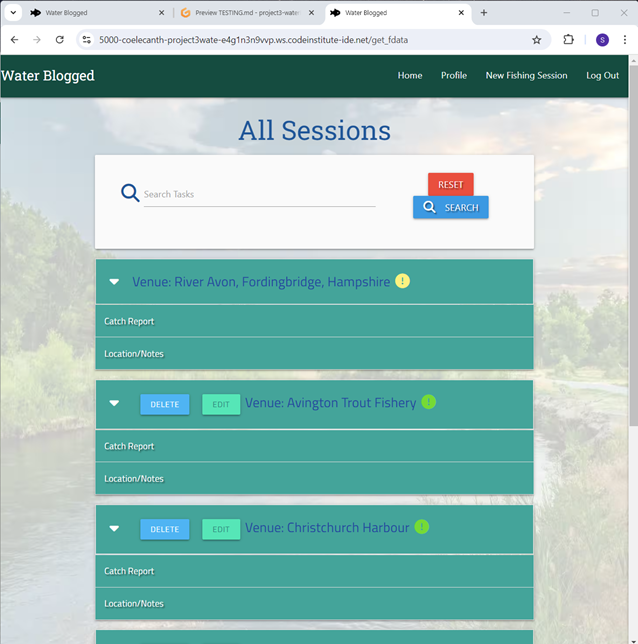 Water Blogged
Preview TESTING.md - project3-water
Water Blogged
5000-coelecanth-project3wate-e4g1n3n9vvp.ws.codeinstitute-ide.net/get_fdata
S
Water Blogged
Home Profile New Fishing Session Log Out
All Sessions
Search Tasks
RESET
SEARCH
Venue: River Avon, Fordingbridge, Hampshire !
Catch Report
Location/Notes
DELETE EDIT Venue: Avington Trout Fishery !
Catch Report
Location/Notes
DELETE EDIT Venue: Christchurch Harbour !
Catch Report
Location/Notes